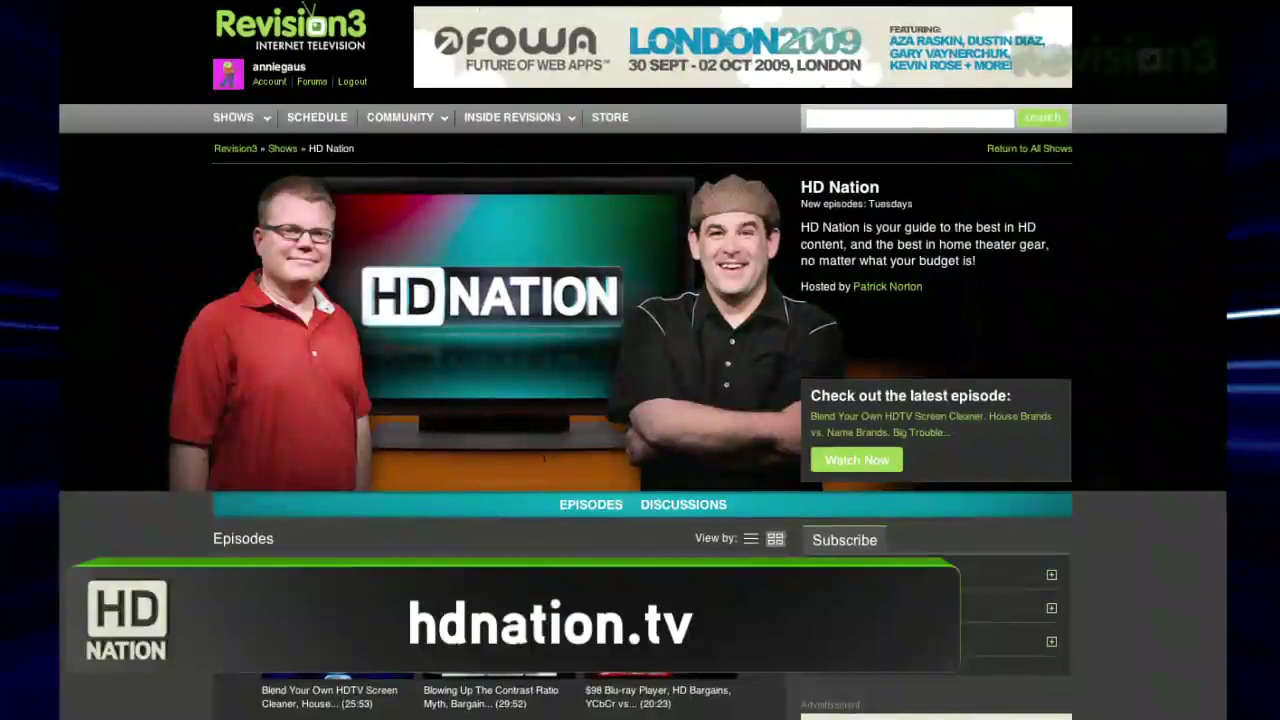 Revision3
INTERNET TELEVISION
anniegaus
Account | Forums | Logout
FOWA
FUTURE OF WEB APPS™
LONDON2009
30 SEPT - 02 OCT 2009, LONDON
FEATURING:
AZA RASKIN, DUSTIN DIAZ,
GARY VAYNERCHUK,
KEVIN ROSE + MORE!
Revision3
SHOWS
SCHEDULE
COMMUNITY
INSIDE REVISION3
STORE
search
Revision3 » Shows » HD Nation
Return to All Shows
HD NATION
HD Nation
New episodes: Tuesdays
HD Nation is your guide to the best in HD
content, and the best in home theater gear,
no matter what your budget is!
Hosted by Patrick Norton
Check out the latest episode:
Blend Your Own HDTV Screen Cleaner. House Brands
vs. Name Brands. Big Trouble...
Watch Now
EPISODES DISCUSSIONS
Episodes
View by:
Subscribe
HD
NATION
hdnation.tv
Blend Your Own HDTV Screen
Cleaner, House... (25:53)
Blowing Up The Contrast Ratio
Myth, Bargain... (29:52)
$98 Blu-ray Player, HD Bargains,
YCbCr vs... (20:23)
Advertisement